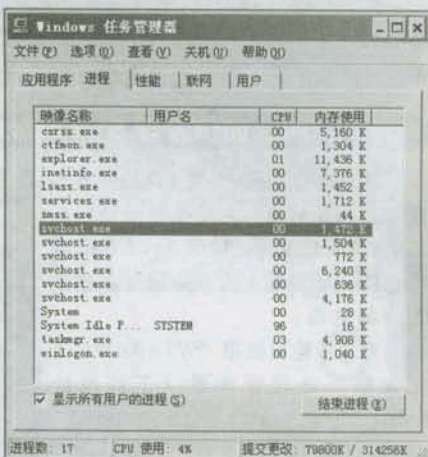 Windows 任务管理器
文件(F) 选项(O) 查看(V) 关机(U) 帮助(H)
应用程序 进程 性能 联网 用户
映像名称 用户名 CPU 内存使用
csrss.exe 00 5,160 K
ctfmon.exe 00 1,304 K
explorer.exe 01 11,436 K
inetinfo.exe 00 7,376 K
lsass.exe 00 1,452 K
services.exe 00 1,712 K
smss.exe 00 44 K
svchost.exe 00 1,472 K
svchost.exe 00 1,504 K
svchost.exe 00 772 K
svchost.exe 00 6,240 K
svchost.exe 00 636 K
svchost.exe 00 4,176 K
System 00 28 K
System Idle P... SYSTEM 96 16 K
taskmgr.exe 03 4,908 K
winlogon.exe 00 1,040 K
显示所有用户的进程(S)
结束进程(E)
进程数: 17 CPU 使用: 4% 提交更改: 79800K / 314256K